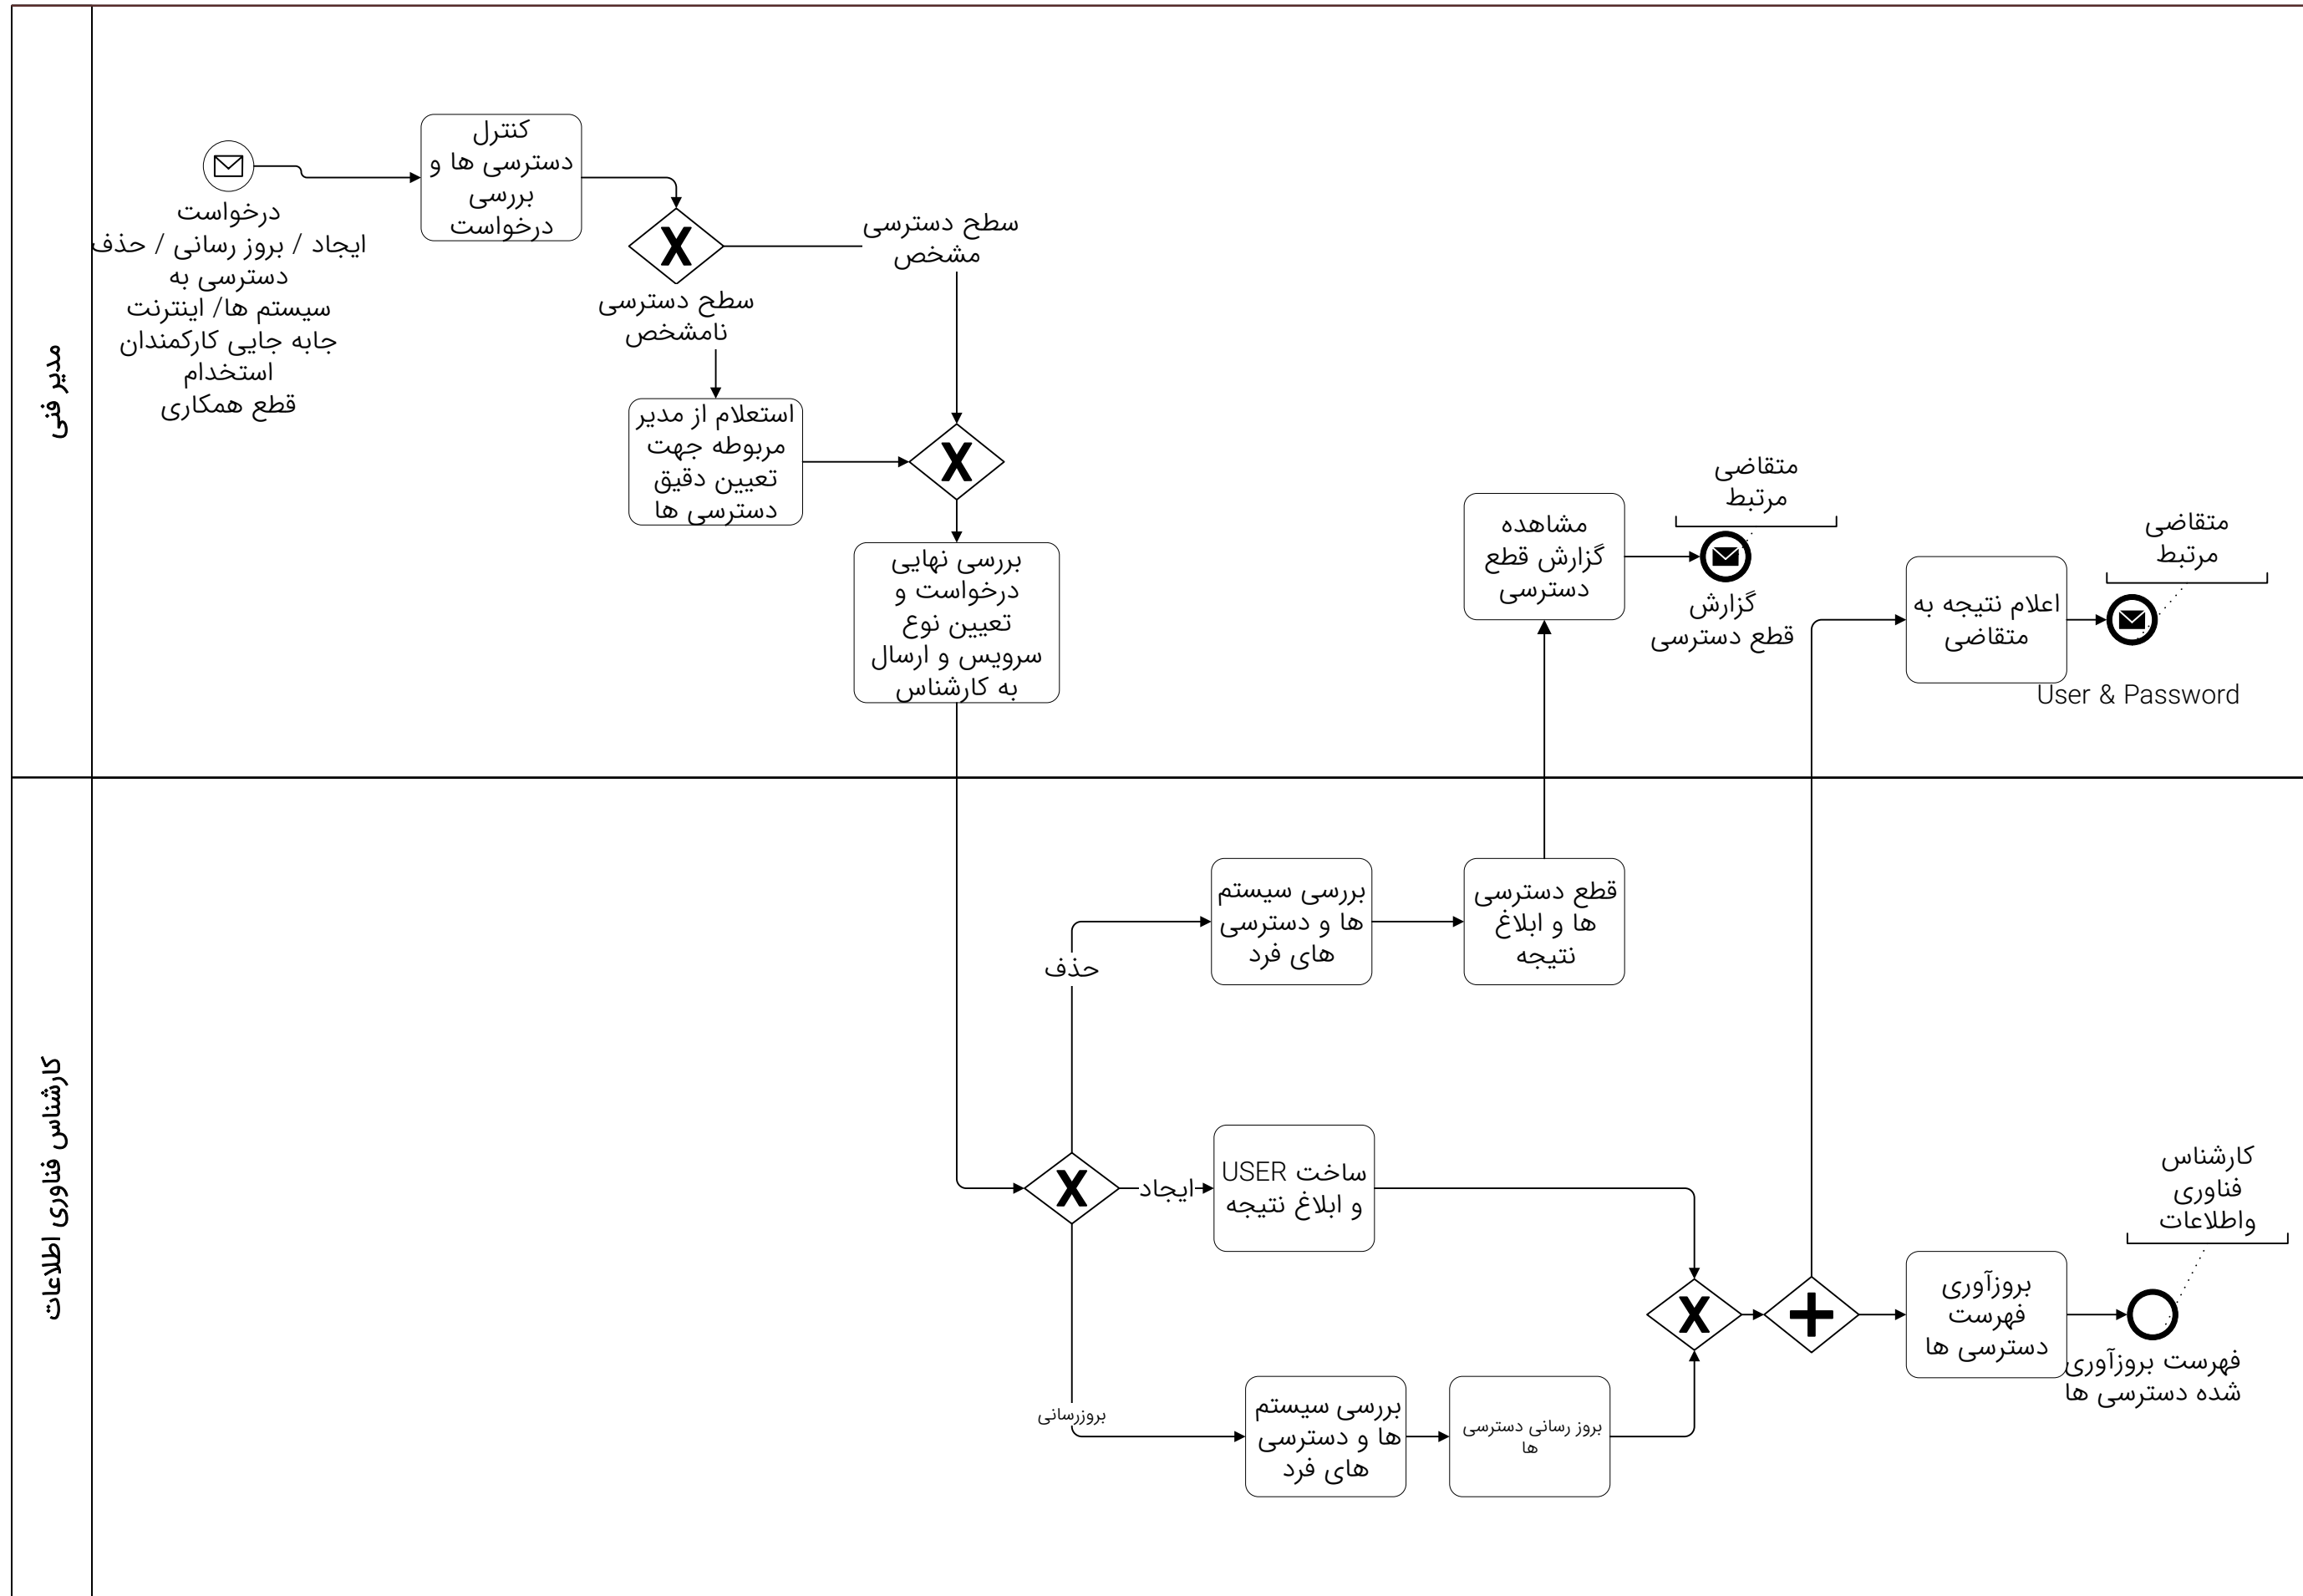 مدیر فنی
درخواست
ایجاد / بروز رسانی / حذف
دسترسی به
سیستم ها/ اینترنت
جابه جایی کارکمندان
استخدام
قطع همکاری
کنترل
دسترسی ها و
بررسی
درخواست
سطح دسترسی
مشخص
سطح دسترسی
نامشخص
استعلام از مدیر
مربوطه جهت
تعیین دقیق
دسترسی ها
بررسی نهایی
درخواست و
تعیین نوع
سرویس و ارسال
به کارشناس
مشاهده
گزارش قطع
دسترسی
متقاضی
مرتبط
گزارش
قطع دسترسی
اعلام نتیجه به
متقاضی
متقاضی
مرتبط
User & Password
کارشناس فناوری اطلاعات
حذف
بررسی سیستم
ها و دسترسی
های فرد
قطع دسترسی
ها و ابلاغ
نتیجه
ایجاد
ساخت USER
و ابلاغ نتیجه
بروزرسانی
بررسی سیستم
ها و دسترسی
های فرد
بروز رسانی دسترسی
ها
بروزآوری
فهرست
دسترسی ها
کارشناس
فناوری
واطلاعات
فهرست بروزآوری
شده دسترسی ها